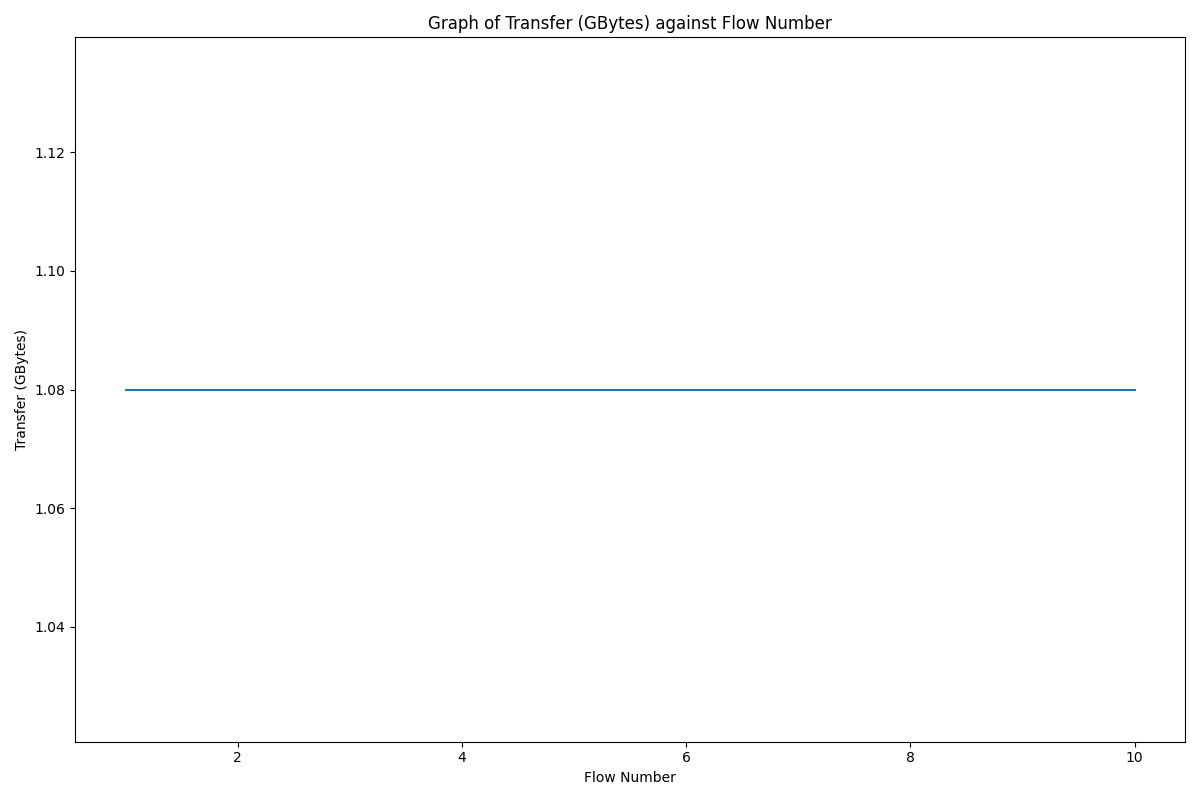 Graph of Transfer (GBytes) against Flow Number
1.12
1.10
1.08
1.06
1.04
Transfer (GBytes)
2 4 6 8 10
Flow Number